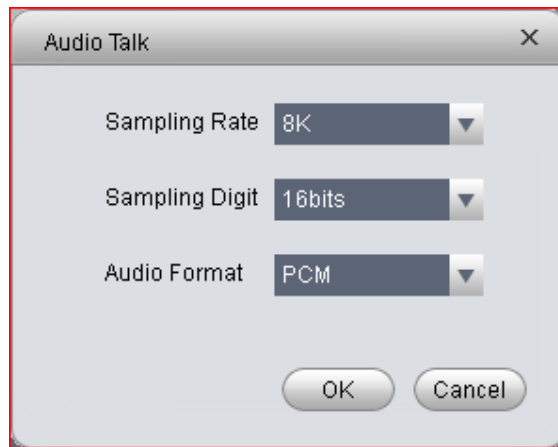 Audio Talk
Sampling Rate 8K
Sampling Digit 16bits
Audio Format PCM
OK Cancel